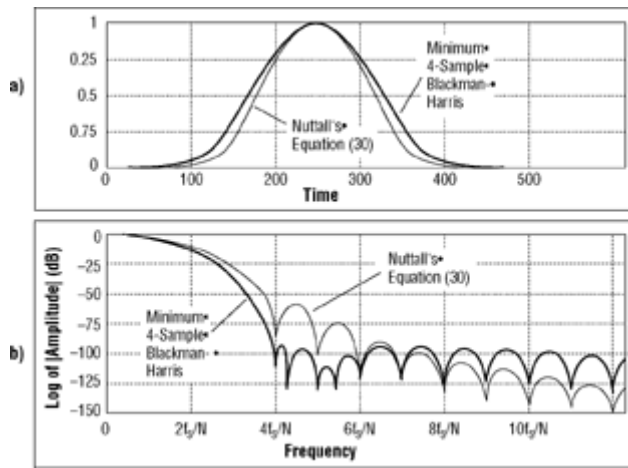 a)
1
0.25
0.5
0.75
0
Minimum•
4-Sample•
Blackman-•
Harris
Nuttall's•
Equation (30)
0
100
200
300
400
500
Time
b)
Log of |Amplitude| (dB)
0
−25
−50
−75
−100
−125
−150
Nuttall's•
Equation (30)
Minimum•
4-Sample•
Blackman-•
Harris
0
2fs/N
4fs/N
6fs/N
8fs/N
10fs/N
Frequency